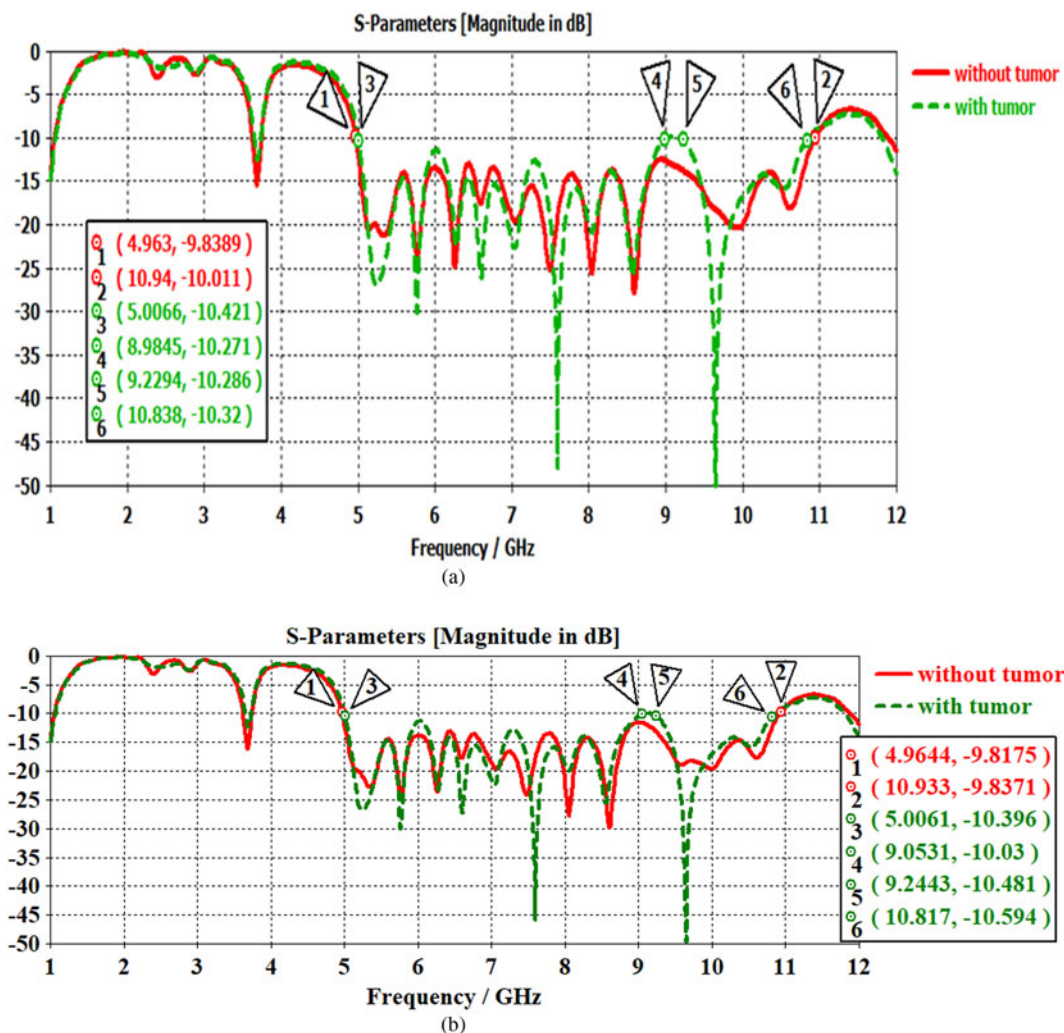 S-Parameters [Magnitude in dB]
0
-5
-10
-15
-20
-25
-30
-35
-40
-45
-50
1 3 4 5 6 2
without tumor
with tumor
1 ( 4.963, -9.8389 )
2 ( 10.94, -10.011 )
3 ( 5.0066, -10.421 )
4 ( 8.9845, -10.271 )
5 ( 9.2294, -10.286 )
6 ( 10.838, -10.32 )
1 2 3 4 5 6 7 8 9 10 11 12
Frequency / GHz
(a)
S-Parameters [Magnitude in dB]
0
-5
-10
-15
-20
-25
-30
-35
-40
-45
-50
1 3 4 5 6 2
without tumor
with tumor
1 ( 4.9644, -9.8175 )
2 ( 10.933, -9.8371 )
3 ( 5.0061, -10.396 )
4 ( 9.0531, -10.03 )
5 ( 9.2443, -10.481 )
6 ( 10.817, -10.594 )
1 2 3 4 5 6 7 8 9 10 11 12
Frequency / GHz
(b)